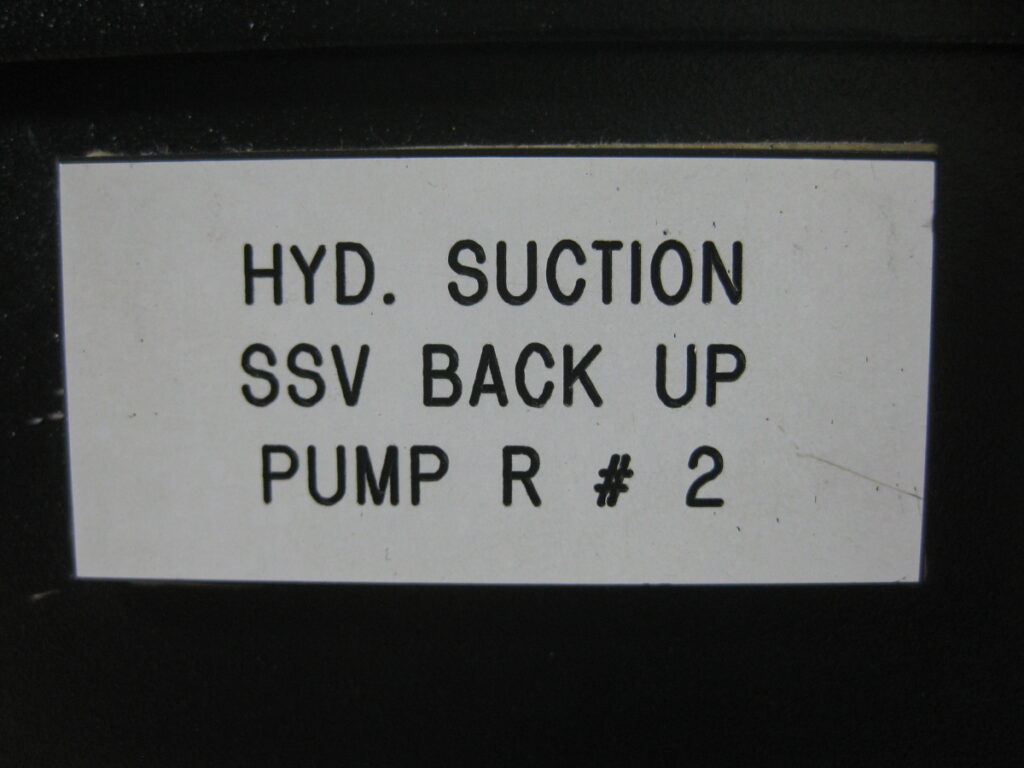 HYD. SUCTION
SSV BACK UP
PUMP R # 2